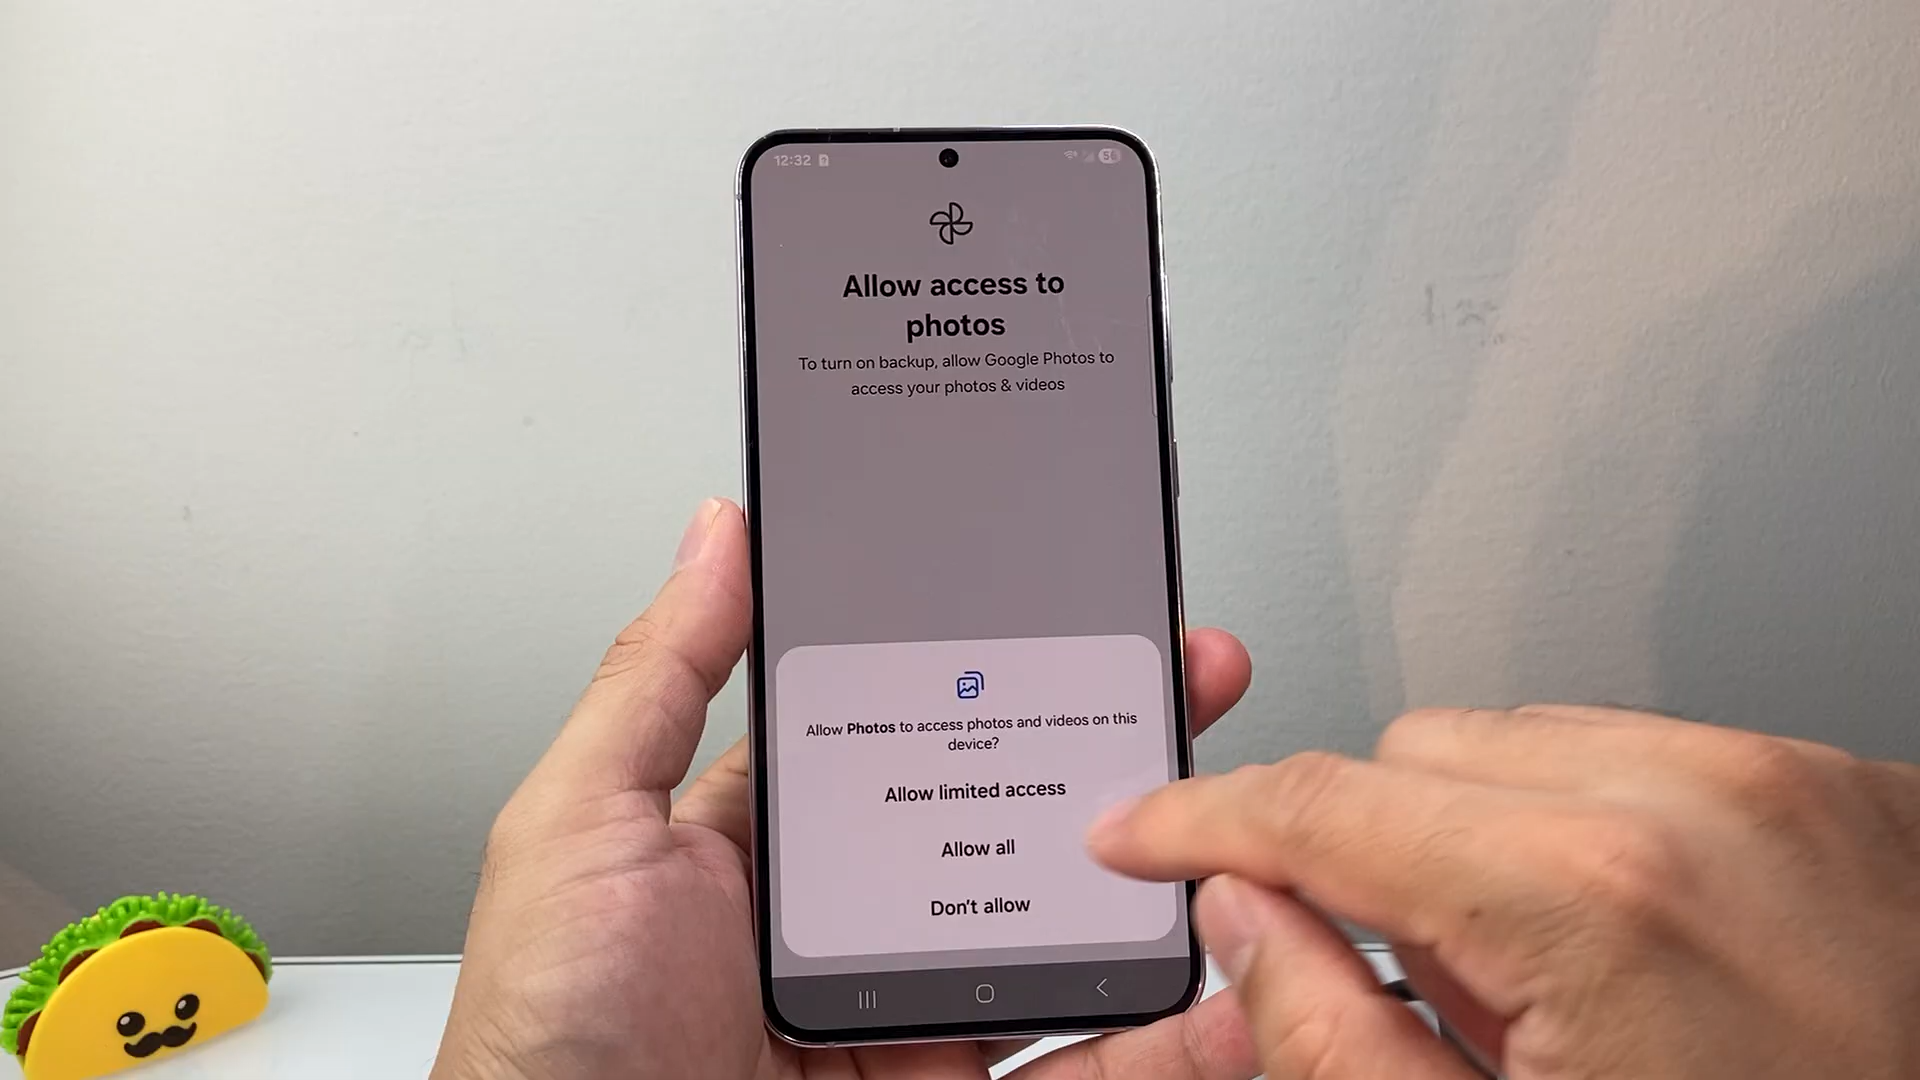 12:32
56
Allow access to
photos
To turn on backup, allow Google Photos to
access your photos & videos
Allow Photos to access photos and videos on this
device?
Allow limited access
Allow all
Don't allow